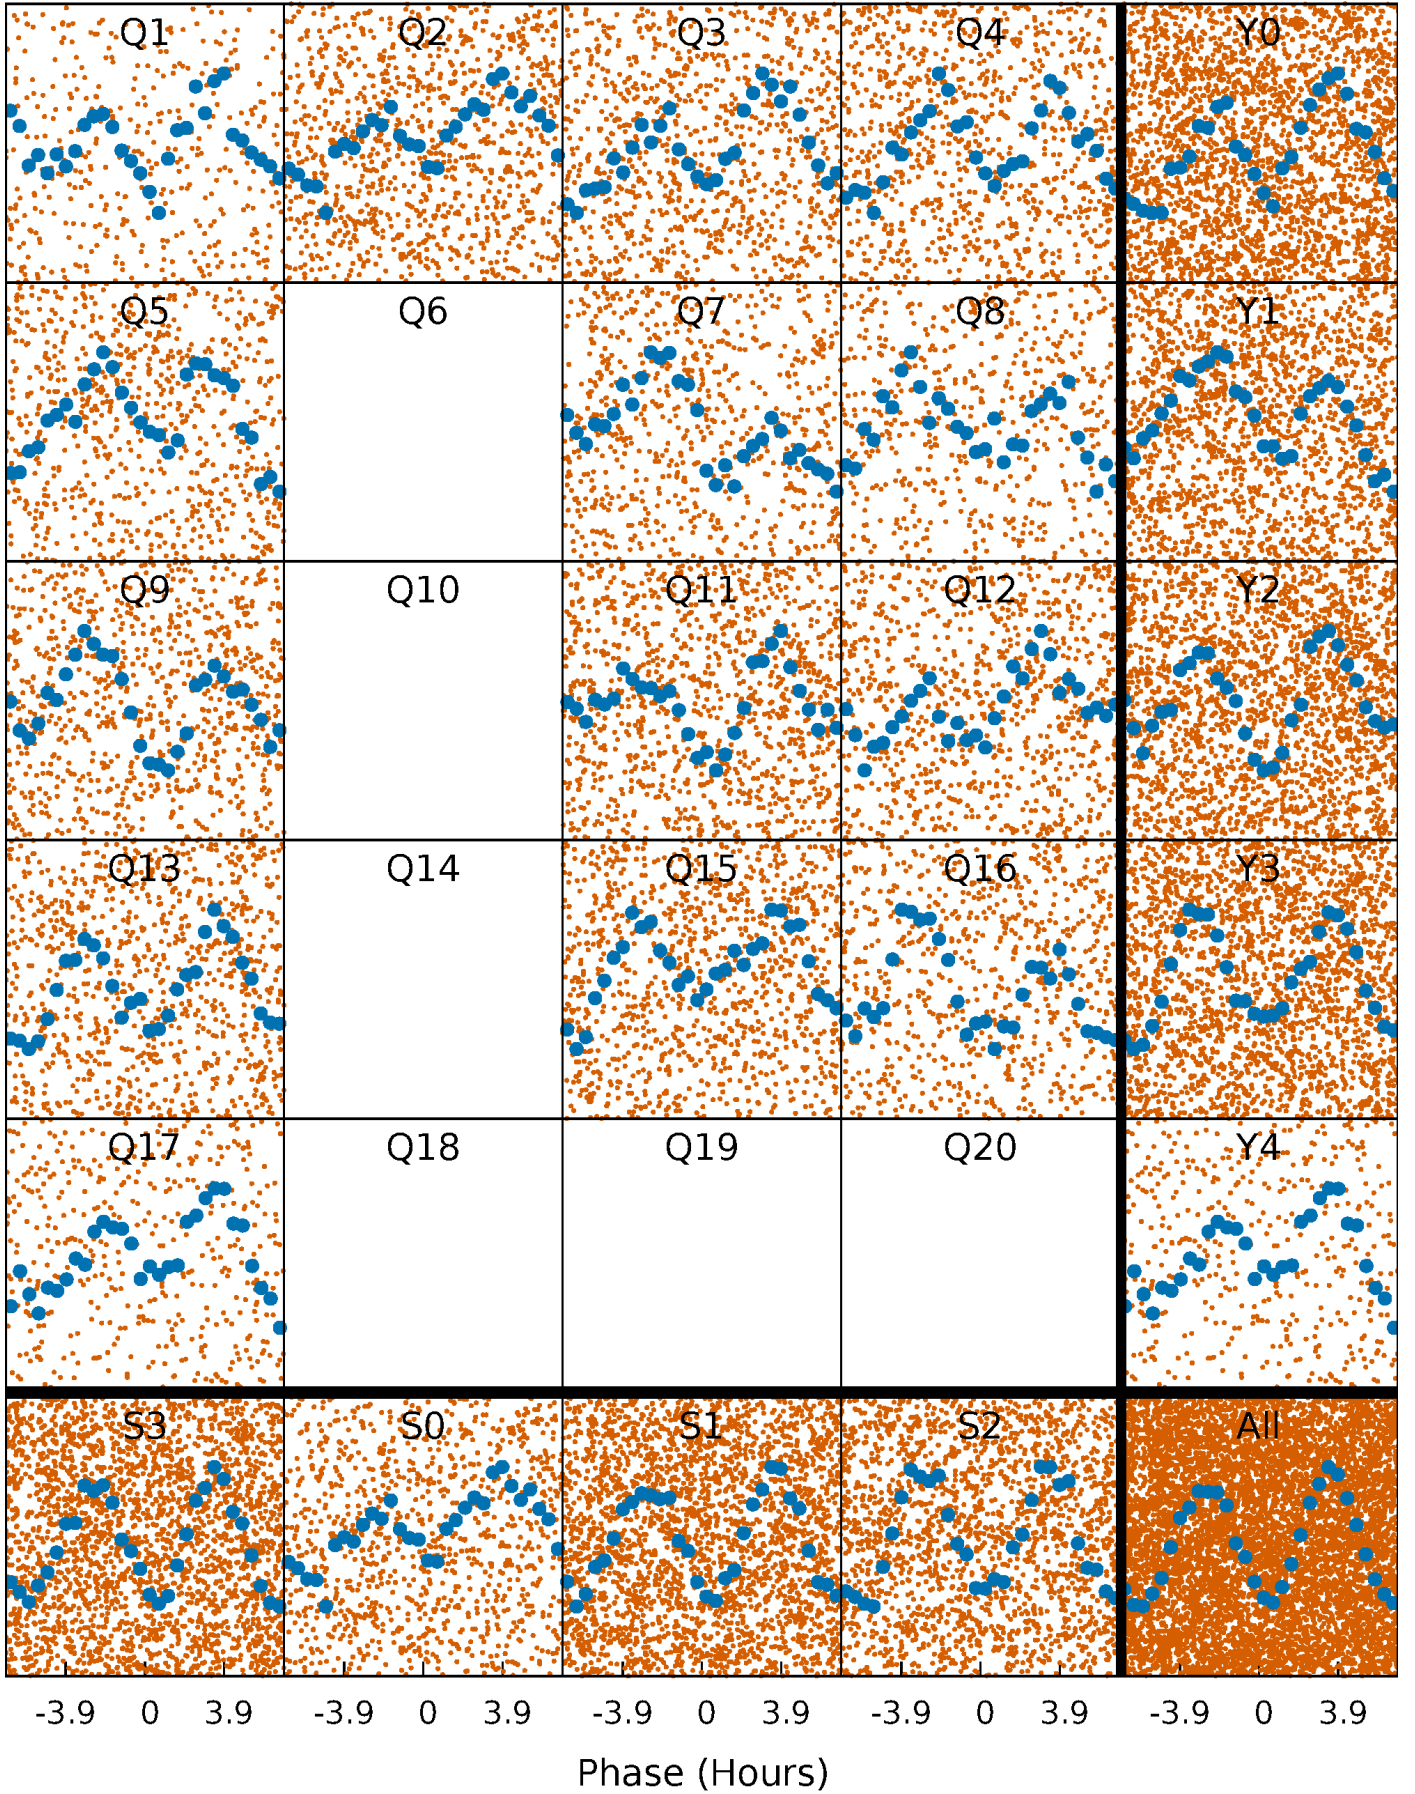 Q1 Q2 Q3 Q4 Y0
Q5 Q6 Q7 Q8 Y1
Q9 Q10 Q11 Q12 Y2
Q13 Q14 Q15 Q16 Y3
Q17 Q18 Q19 Q20 Y4
S3 S0 S1 S2 All
-3.9 0 3.9 -3.9 0 3.9 -3.9 0 3.9 -3.9 0 3.9 -3.9 0 3.9
Phase (Hours)